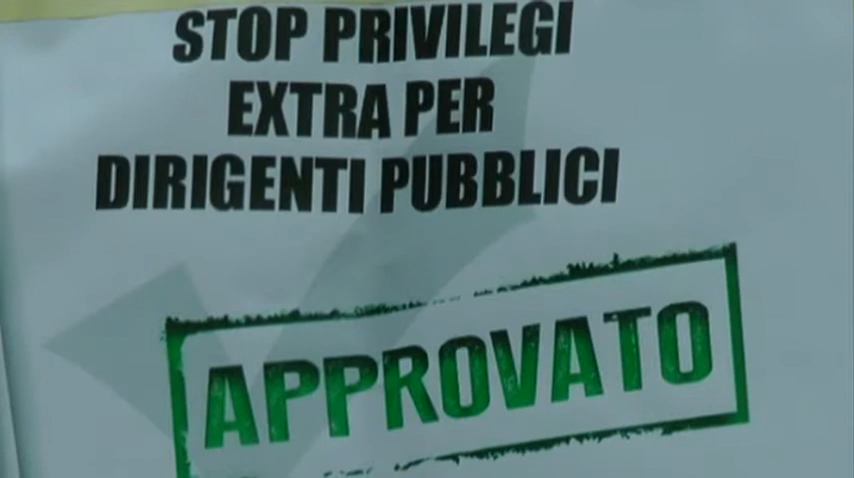 STOP PRIVILEGI
EXTRA PER
DIRIGENTI PUBBLICI
APPROVATO